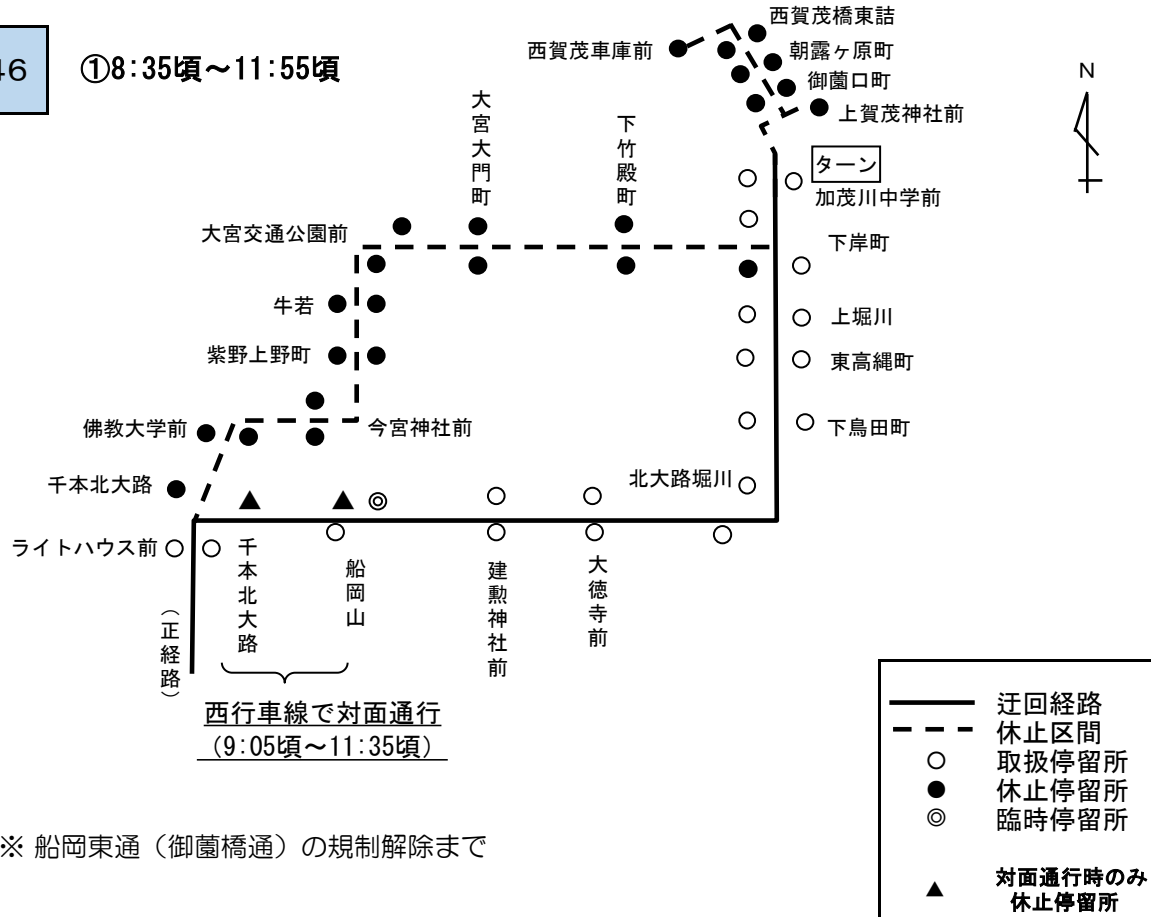 46
①8:35頃～11:55頃
西賀茂橋東詰
西賀茂車庫前
朝露ヶ原町
御薗口町
上賀茂神社前
N
大宮大門町
下竹殿町
ターン
加茂川中学前
大宮交通公園前
下岸町
牛若
上堀川
紫野上野町
東高縄町
佛教大学前
今宮神社前
下鳥田町
千本北大路
北大路堀川
ライトハウス前
千本北大路
船岡山
建勲神社前
大徳寺前
（正経路）
西行車線で対面通行
（9:05頃～11:35頃）
迂回経路
休止区間
取扱停留所
休止停留所
臨時停留所
対面通行時のみ
休止停留所
※ 船岡東通（御薗橋通）の規制解除まで